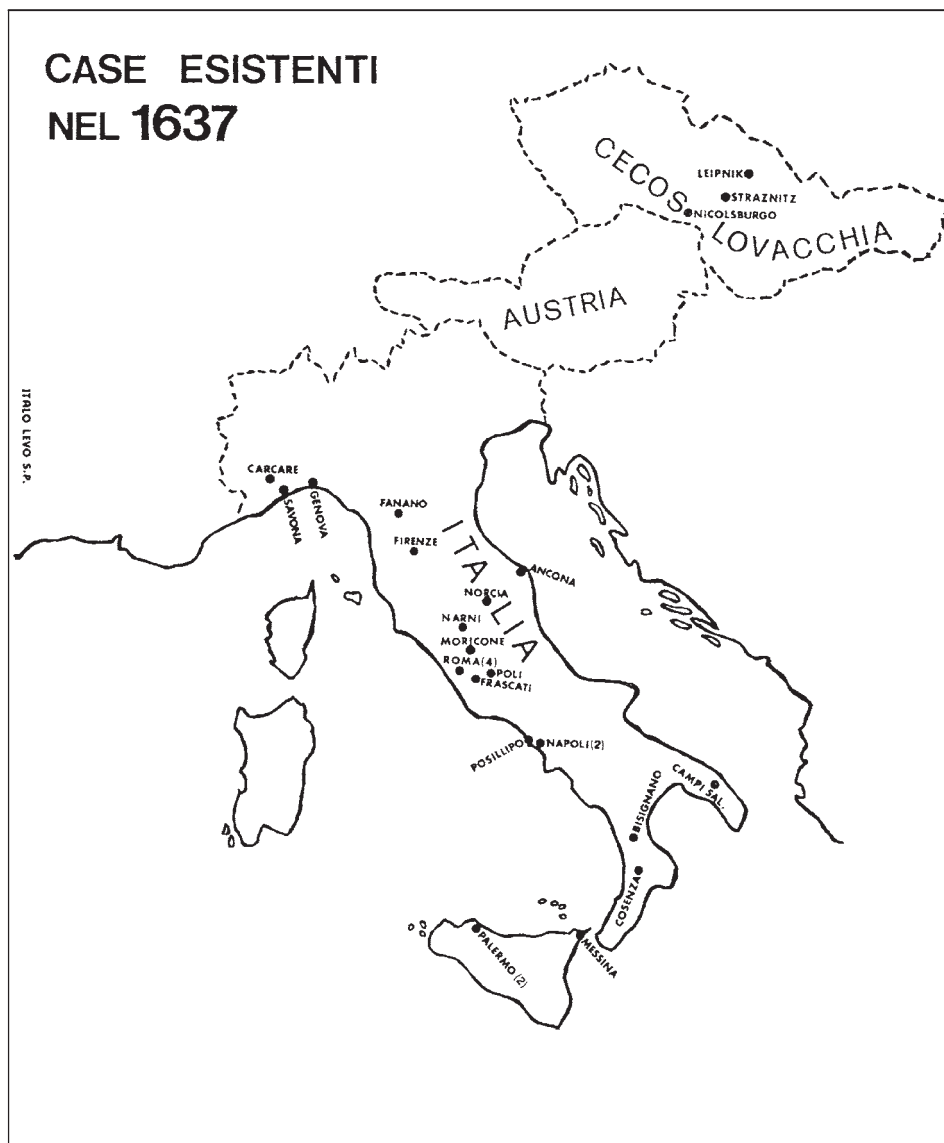 CASE ESISTENTI
NEL 1637
CECOS
LOVACCHIA
LEIPNIK
STRAZNITZ
NICOLSBURGO
AUSTRIA
ITALO LEVO S.P.
CARCARE
SAVONA
GENOVA
FANANO
FIRENZE
ITALIA
ANCONA
NORCIA
NARNI
MORICONE
ROMA(4)
POLI
FRASCATI
POSILLIPO
NAPOLI(2)
CAMPI SAL.
BISIGNANO
COSENZA
PALERMO(2)
MESSINA